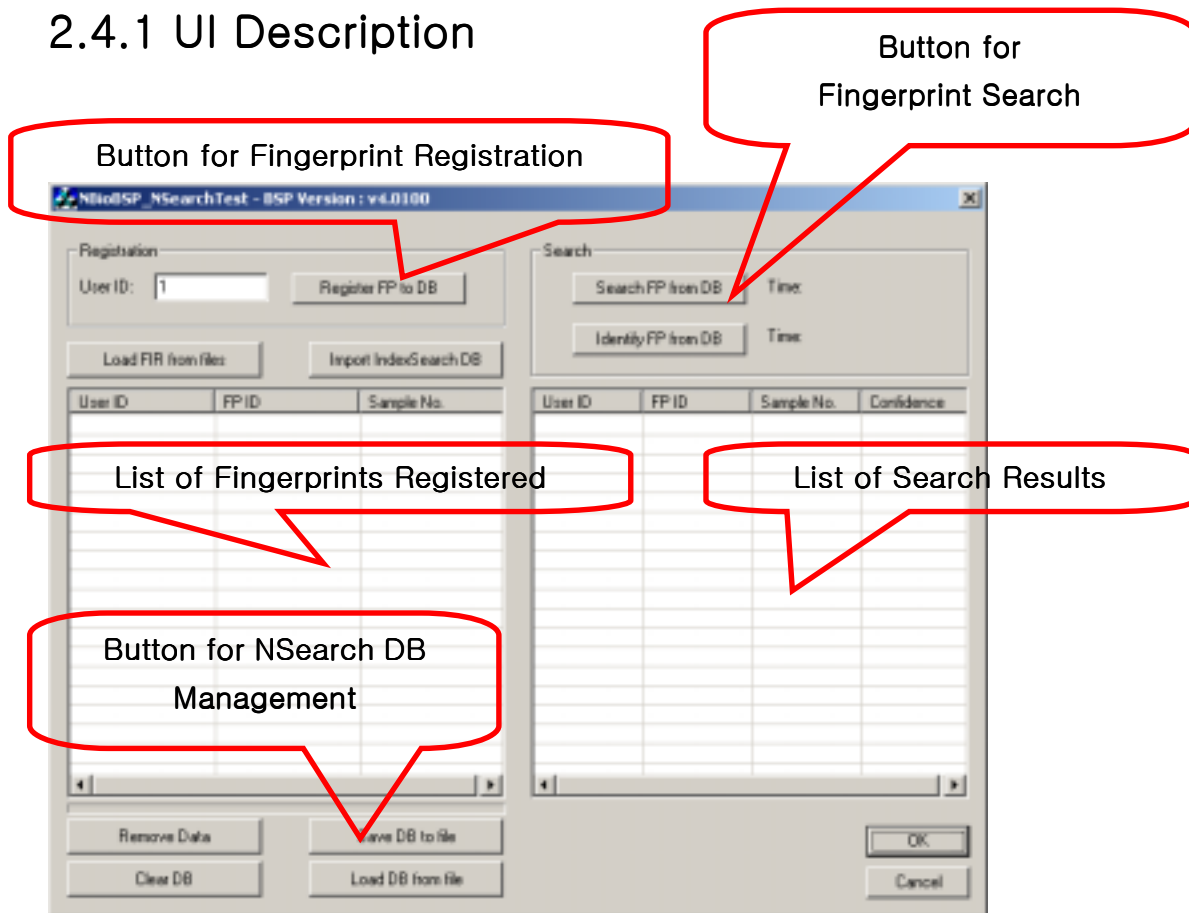 2.4.1 UI Description
Button for
Fingerprint Search
Button for Fingerprint Registration
NBioBSP_NSearchTest - BSP Version : v4.0100
Registration
User ID:
1
Register FP to DB
Search
Search FP from DB
Time:
Identify FP from DB
Time:
Load FIR from files
Import IndexSearch DB
User ID
FP ID
Sample No.
User ID
FP ID
Sample No.
Confidence
List of Fingerprints Registered
List of Search Results
Button for NSearch DB
Management
Remove Data
Save DB to file
Clear DB
Load DB from file
OK
Cancel